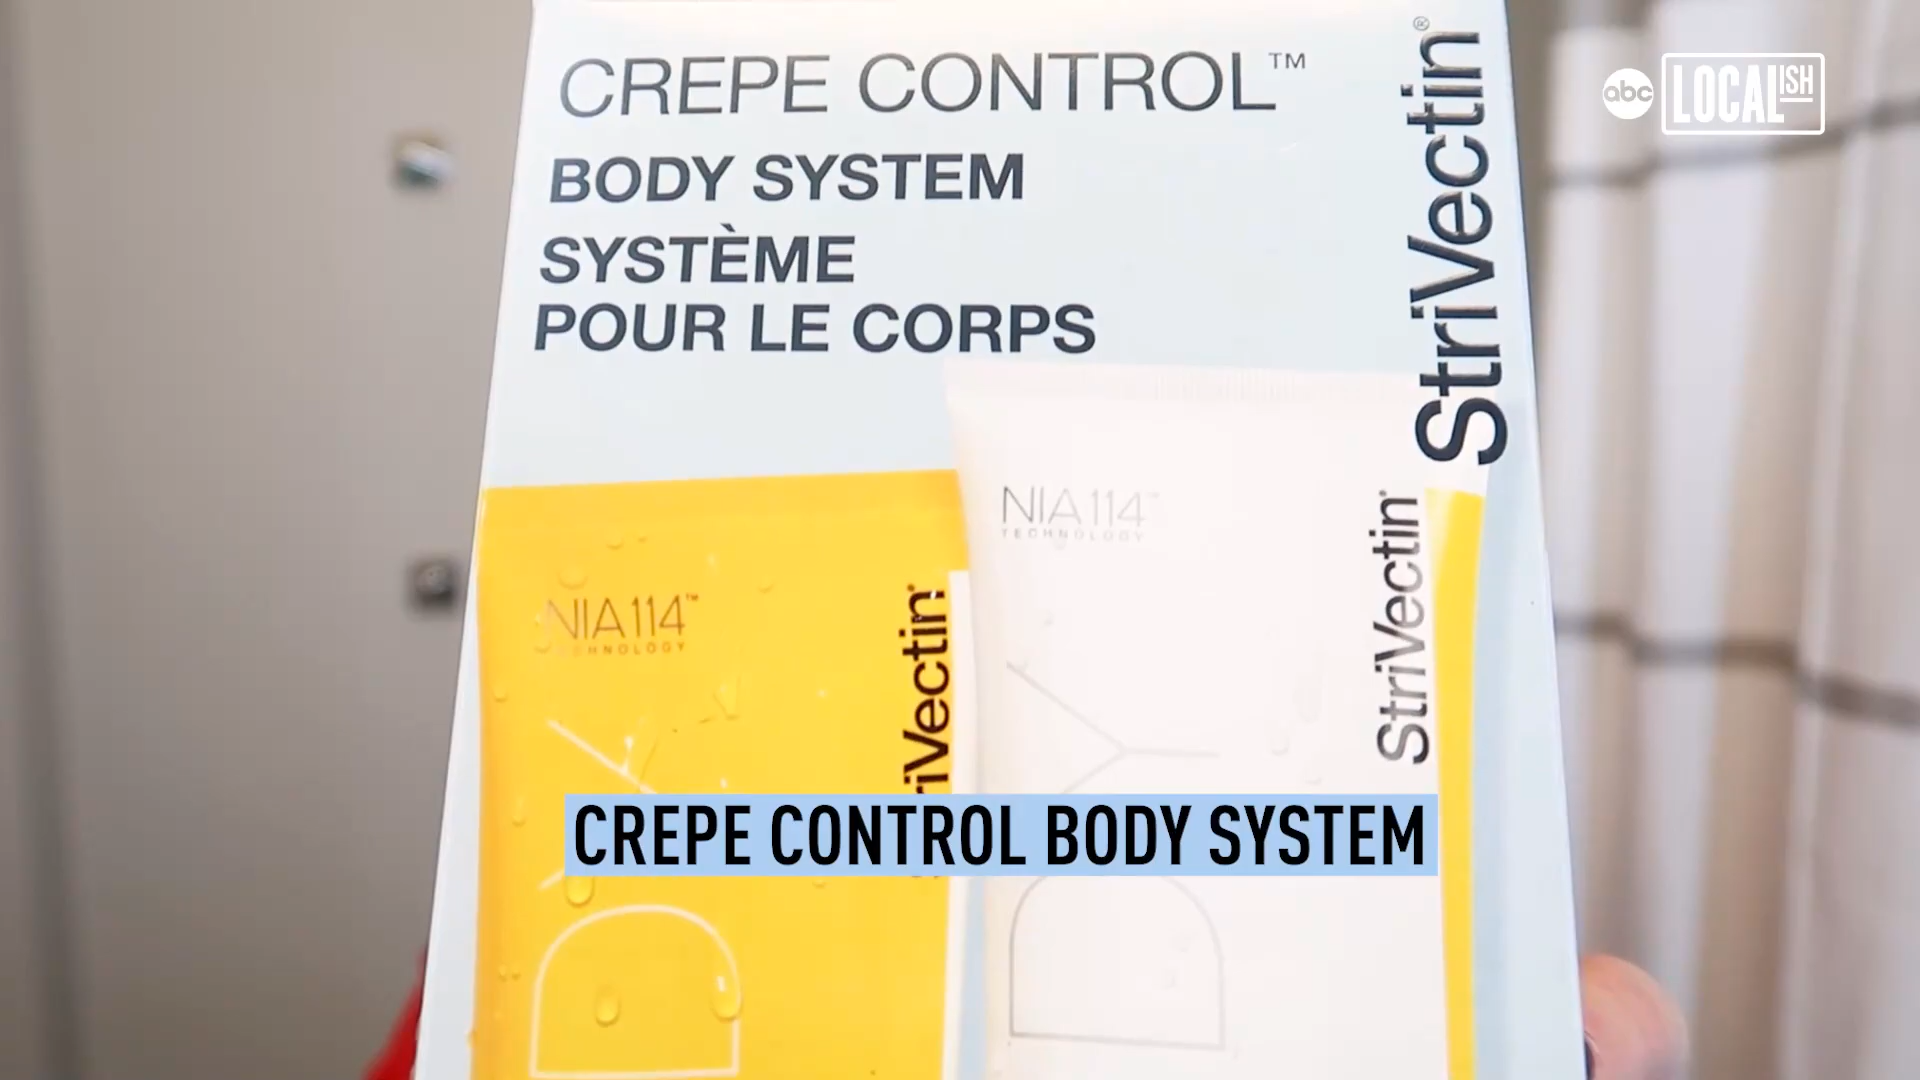 CREPE CONTROL™
BODY SYSTEM
SYSTÈME
POUR LE CORPS
StriVectin®
abc LOCALISH
NIA114™
TECHNOLOGY
StriVectin®
NIA114™
TECHNOLOGY
CREPE CONTROL BODY SYSTEM